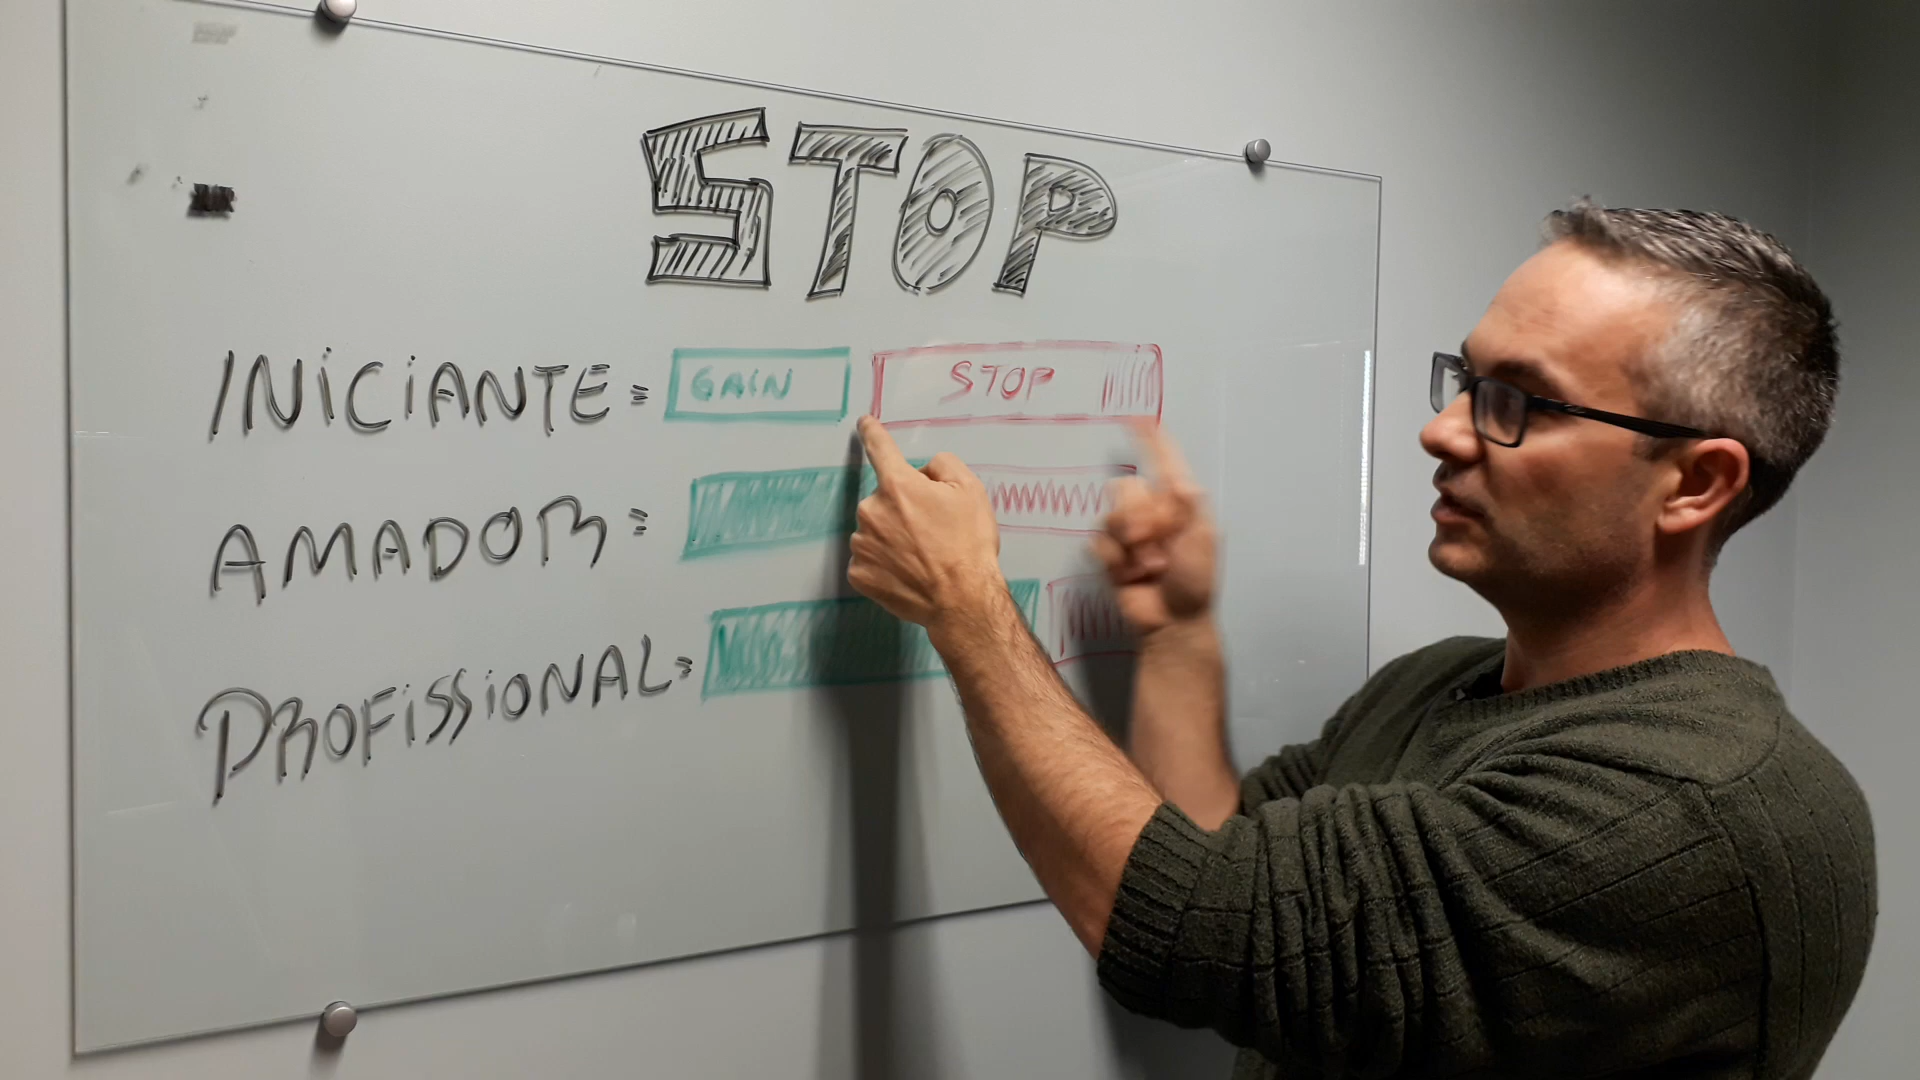 STOP
INICIANTE = GAIN STOP
AMADOR =
PROFISSIONAL =